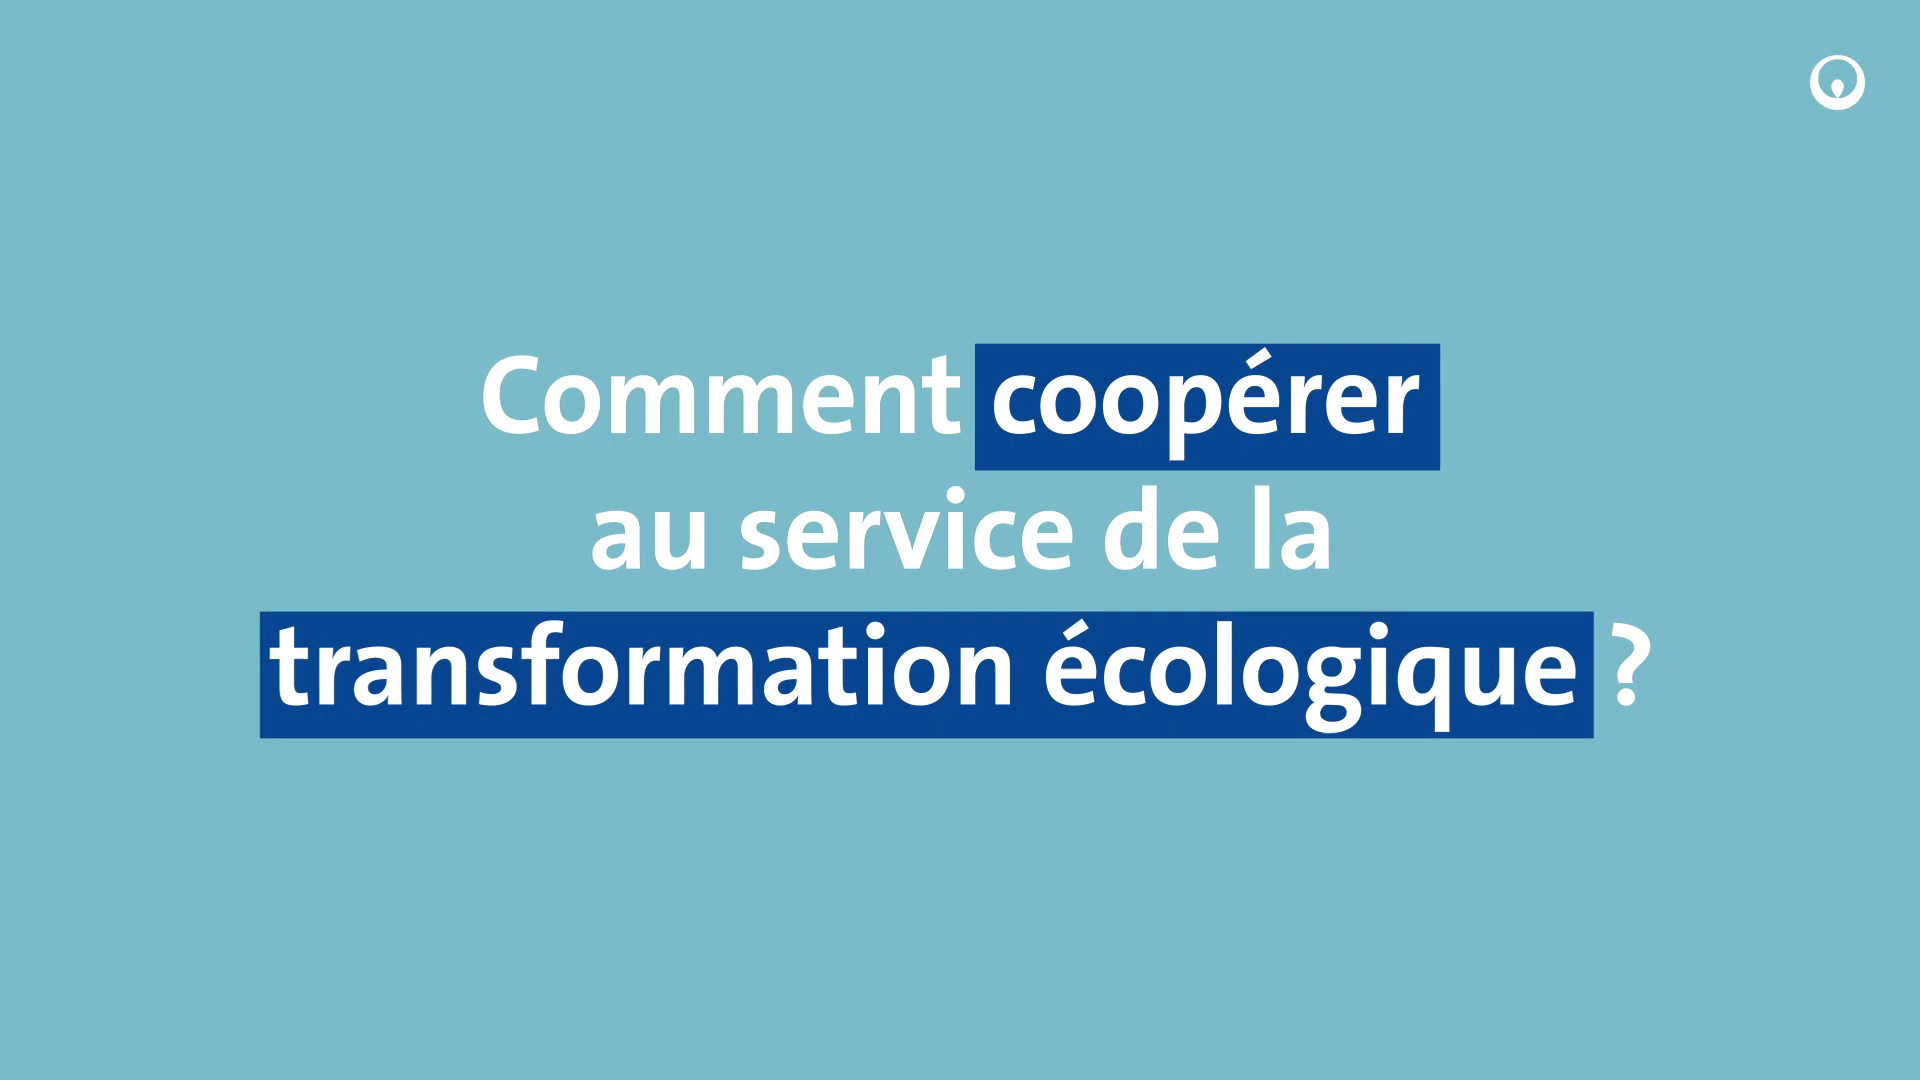 Comment coopérer
au service de la
transformation écologique ?